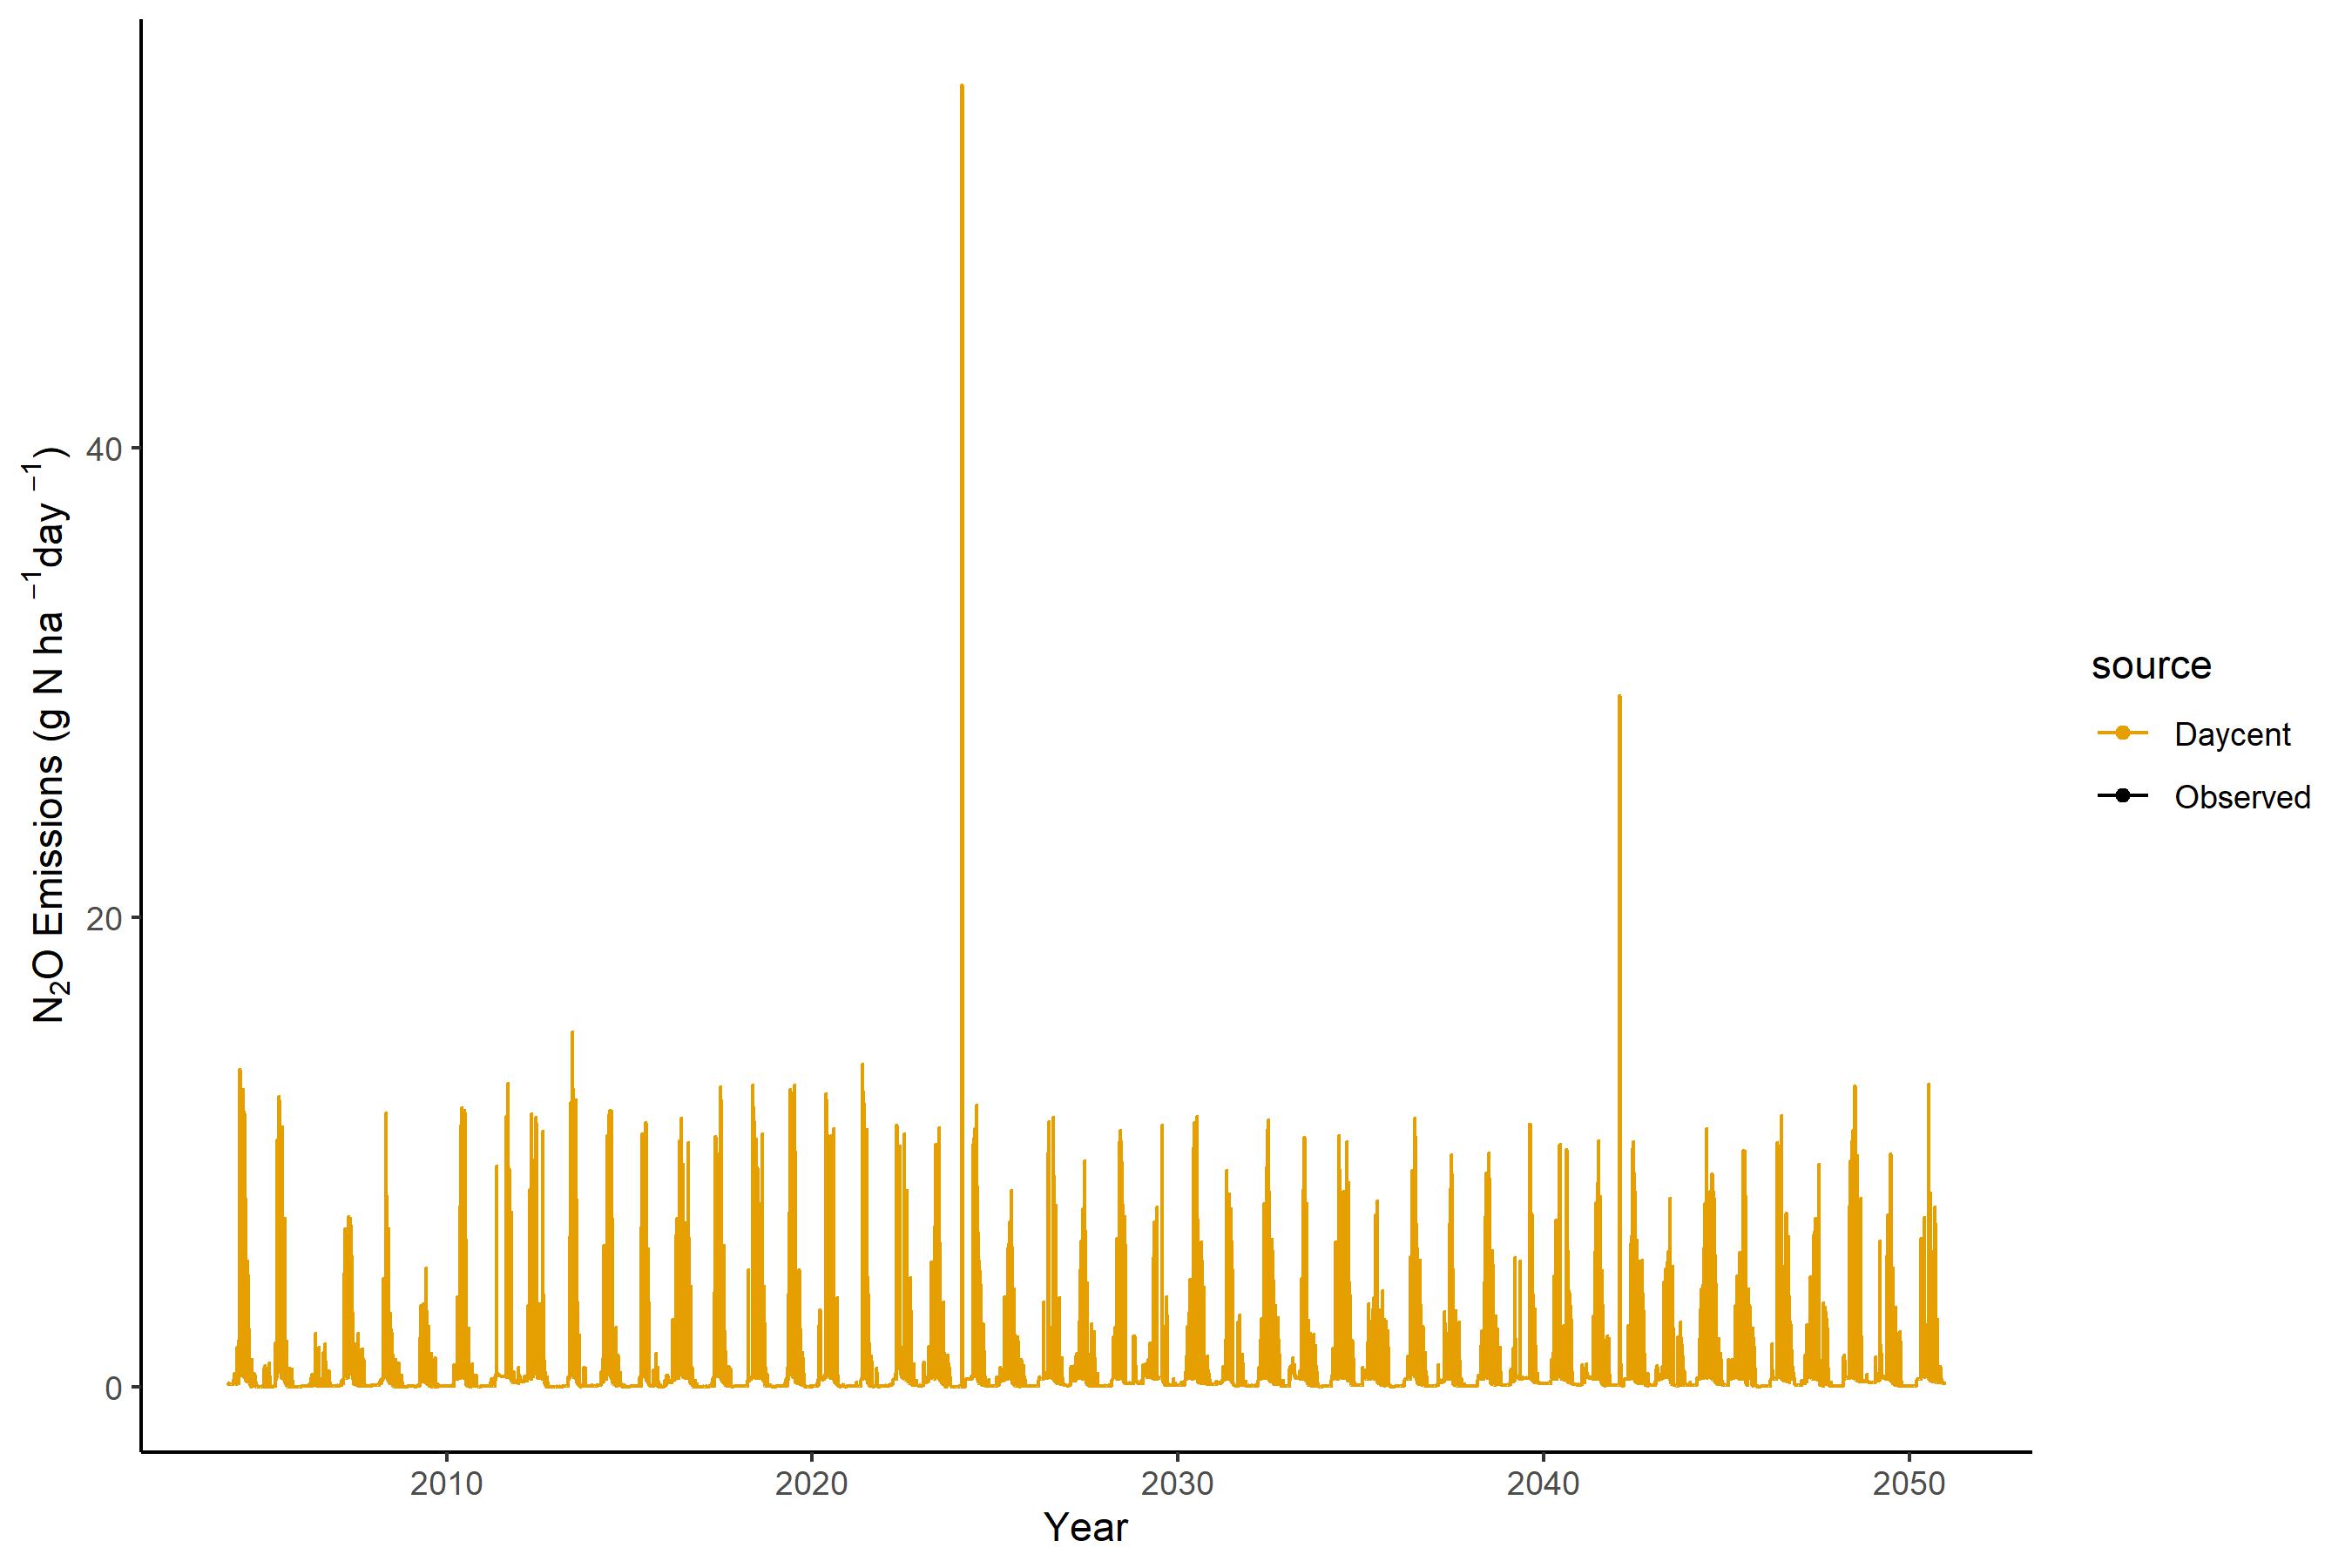 N₂O Emissions (g N ha ⁻¹day ⁻¹)
40
20
0
2010 2020 2030 2040 2050
Year
source
Daycent
Observed